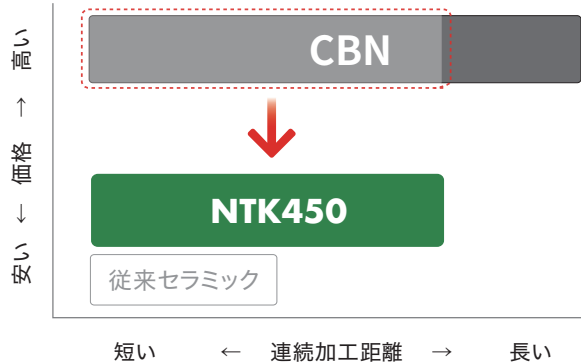 CBN
NTK450
従来セラミック
安い ← 価格 → 高い
短い ← 連続加工距離 → 長い